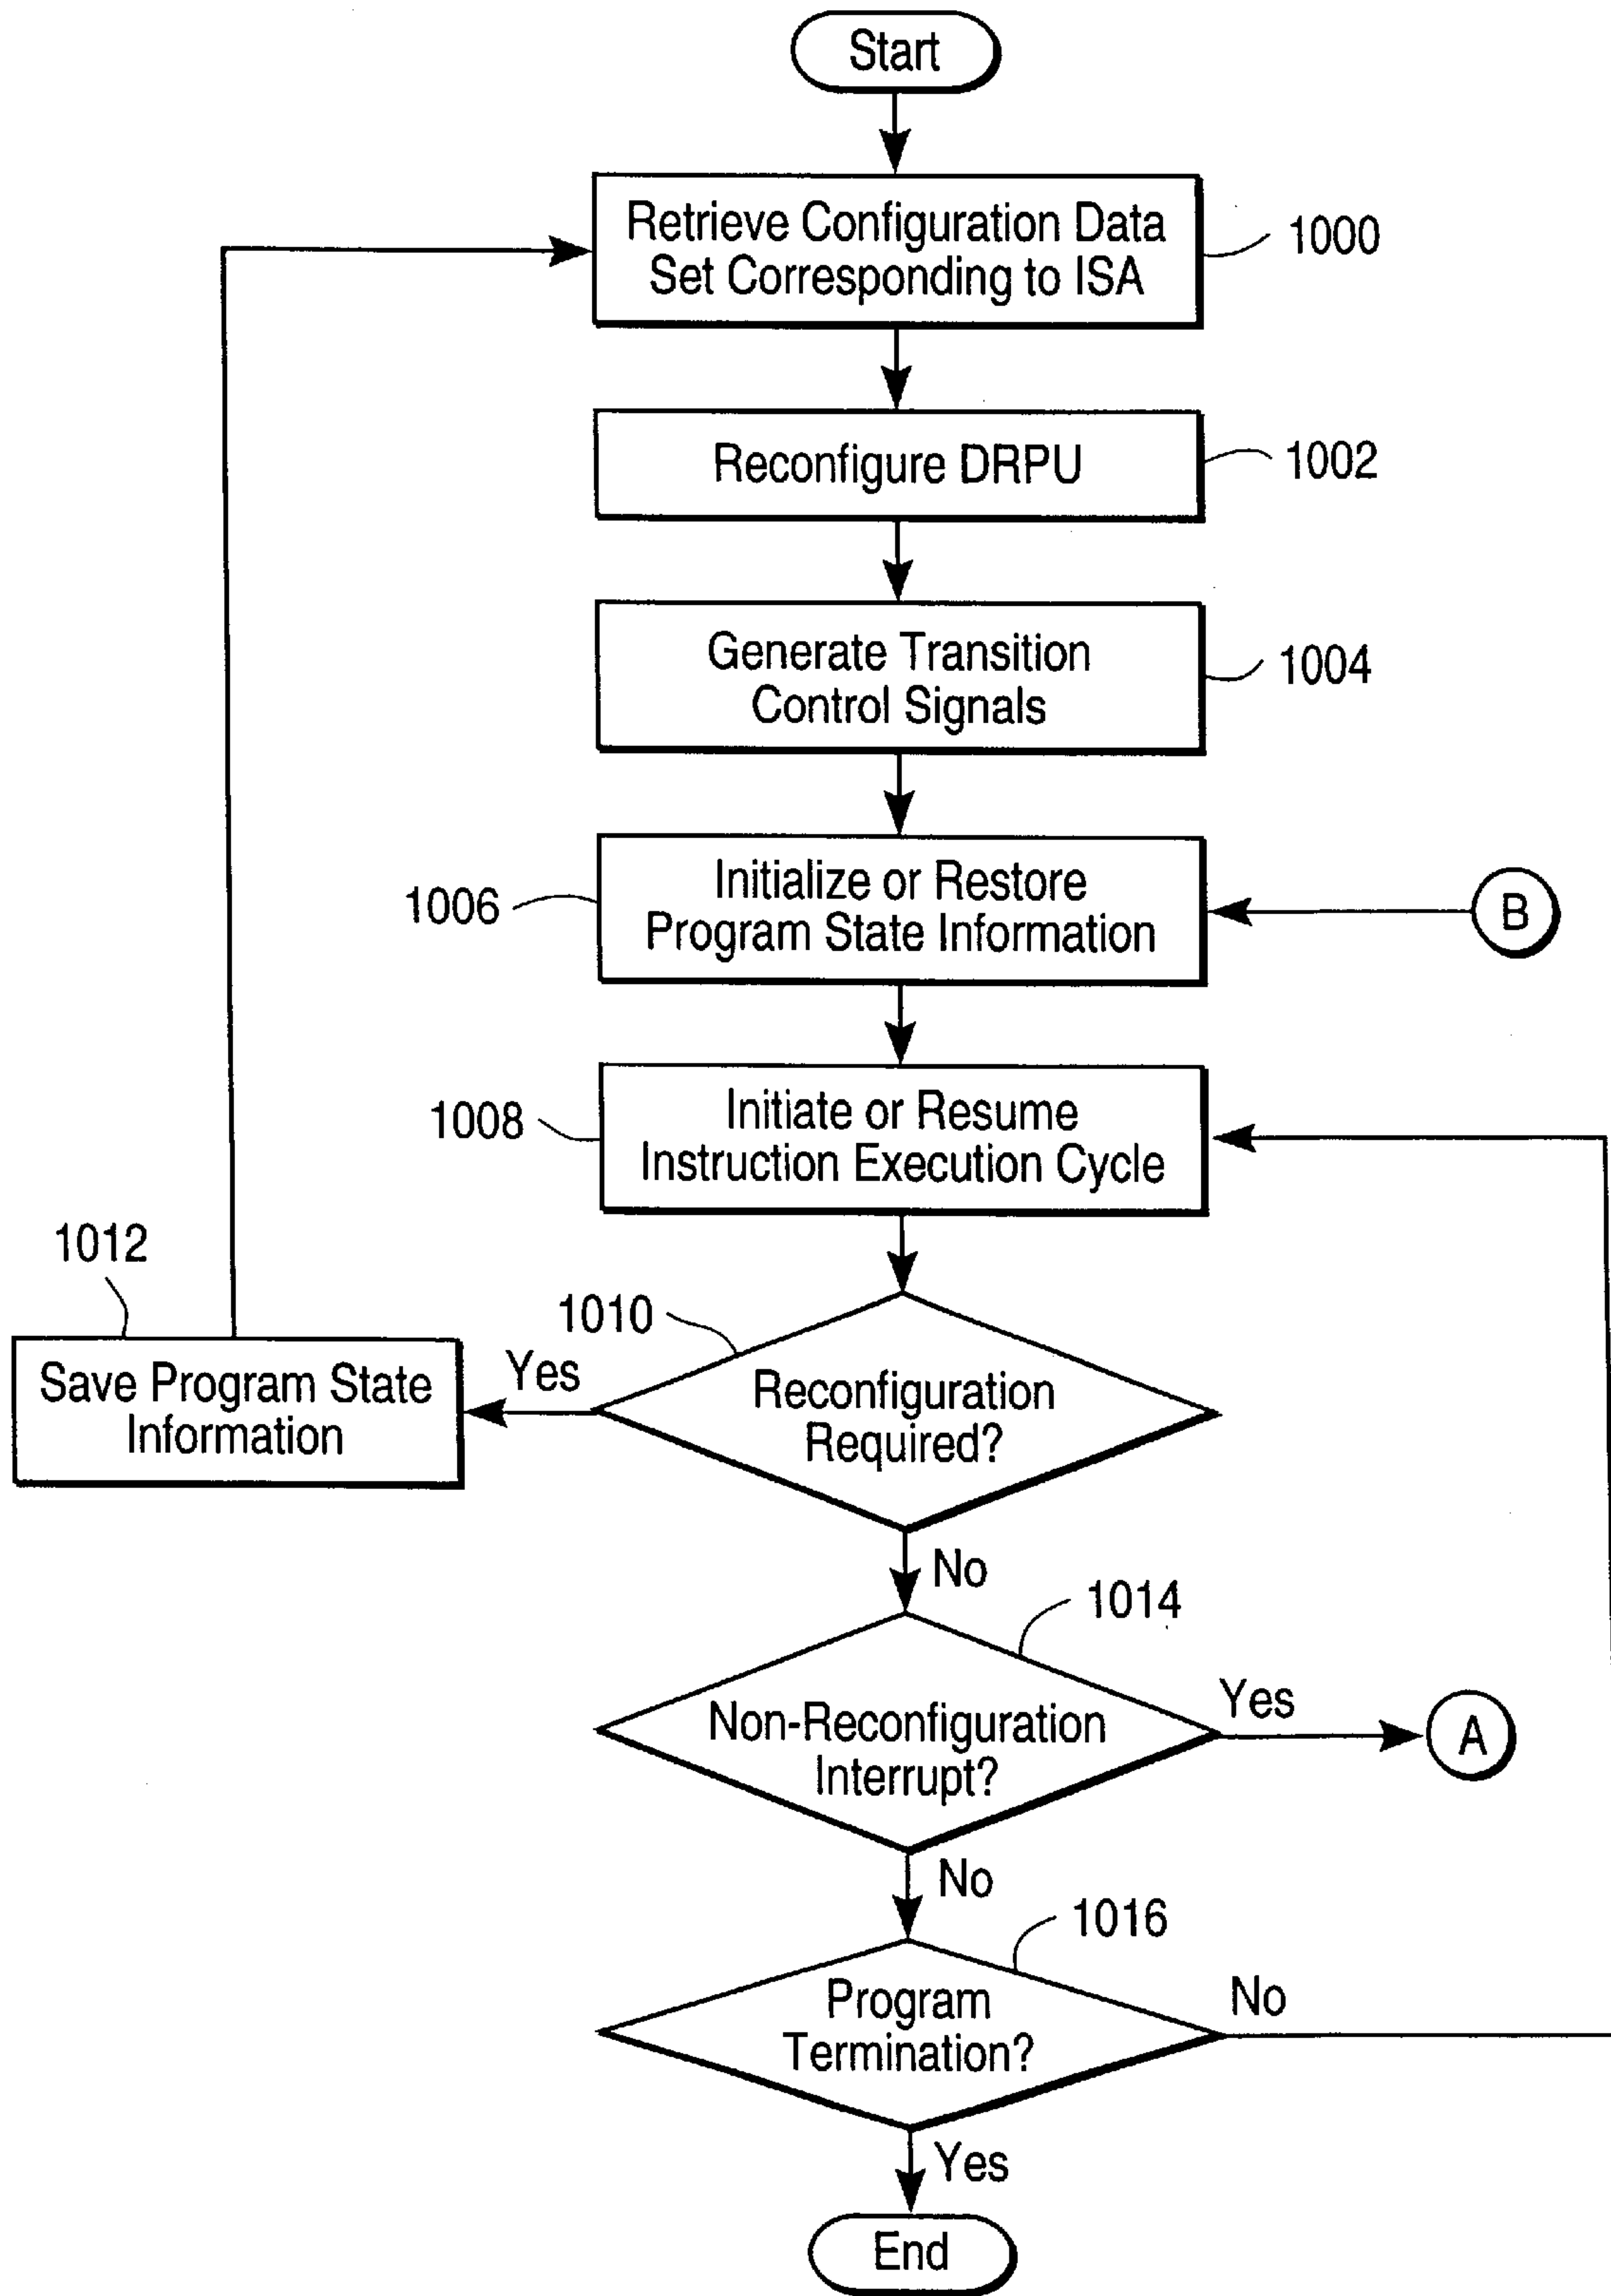 Start
Retrieve Configuration Data
Set Corresponding to ISA
1000
Reconfigure DRPU
1002
Generate Transition
Control Signals
1004
Initialize or Restore
Program State Information
1006
B
Initiate or Resume
Instruction Execution Cycle
1008
1012
Save Program State
Information
1010
Yes
Reconfiguration
Required?
No
1014
Non-Reconfiguration
Interrupt?
Yes
A
No
1016
Program
Termination?
No
Yes
End